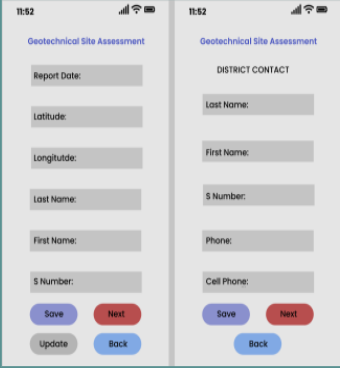 11:52
Geotechnical Site Assessment
Report Date:
Latitude:
Longitutde:
Last Name:
First Name:
S Number:
Save Next
Update Back
11:52
Geotechnical Site Assessment
DISTRICT CONTACT
Last Name:
First Name:
S Number:
Phone:
Cell Phone:
Save Next
Back